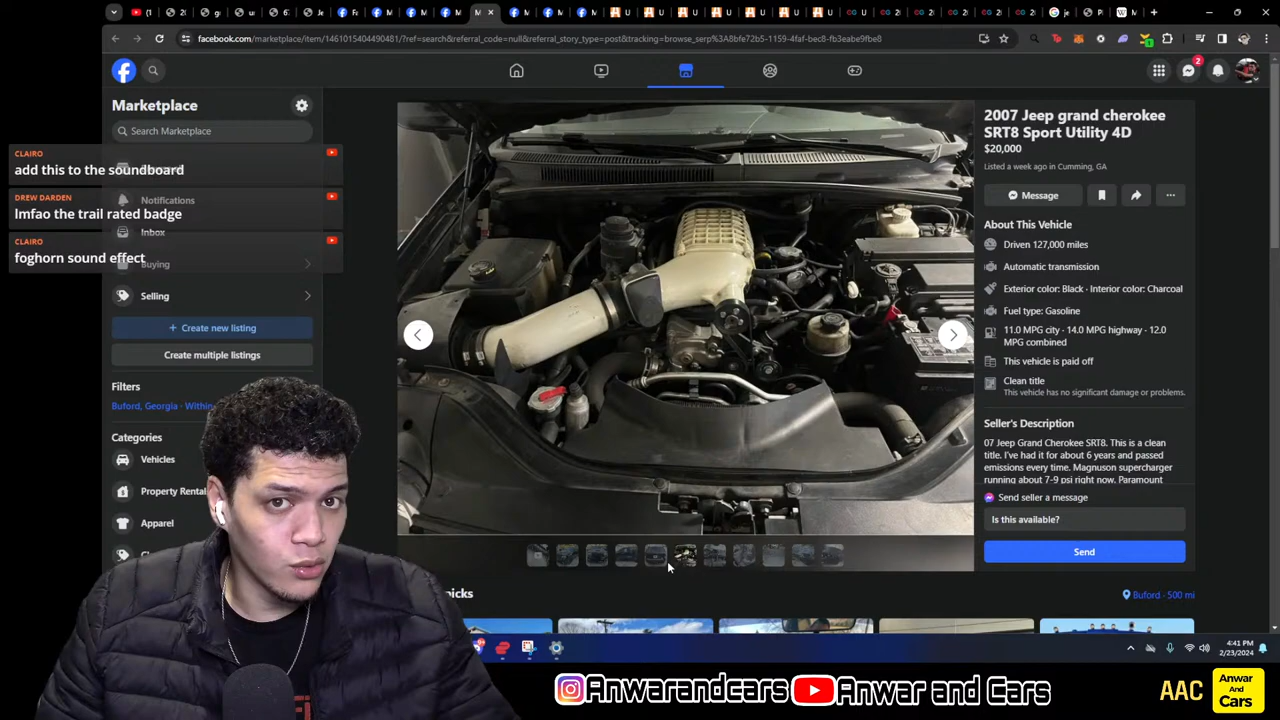 facebook.com/marketplace/item/1461015404490481/?ref=search&referral_code=null&referral_story_type=post&tracking=browse_serp%3A8bfe72b5-1159-4faf-bec8-fb3eabe9fbe8
2
Marketplace
Search Marketplace
CLAIRO
add this to the soundboard
Notifications
DREW DARDEN
lmfao the trail rated badge
Inbox
CLAIRO
foghorn sound effect
Buying
Selling
+ Create new listing
Create multiple listings
Filters
Buford, Georgia · Within
Categories
Vehicles
Property Rental
Apparel
2007 Jeep grand cherokee
SRT8 Sport Utility 4D
$20,000
Listed a week ago in Cumming, GA
Message
About This Vehicle
Driven 127,000 miles
Automatic transmission
Exterior color: Black · Interior color: Charcoal
Fuel type: Gasoline
11.0 MPG city · 14.0 MPG highway · 12.0
MPG combined
This vehicle is paid off
Clean title
This vehicle has no significant damage or problems.
Seller's Description
07 Jeep Grand Cherokee SRT8. This is a clean
title. I've had it for about 6 years and passed
emissions every time. Magnuson supercharger
running about 7-9 psi right now. Paramount
Send seller a message
Is this available?
Send
picks
Buford · 500 mi
4:41 PM
2/23/2024
@Anwarandcars
Anwar and Cars
AAC
Anwar
And
Cars